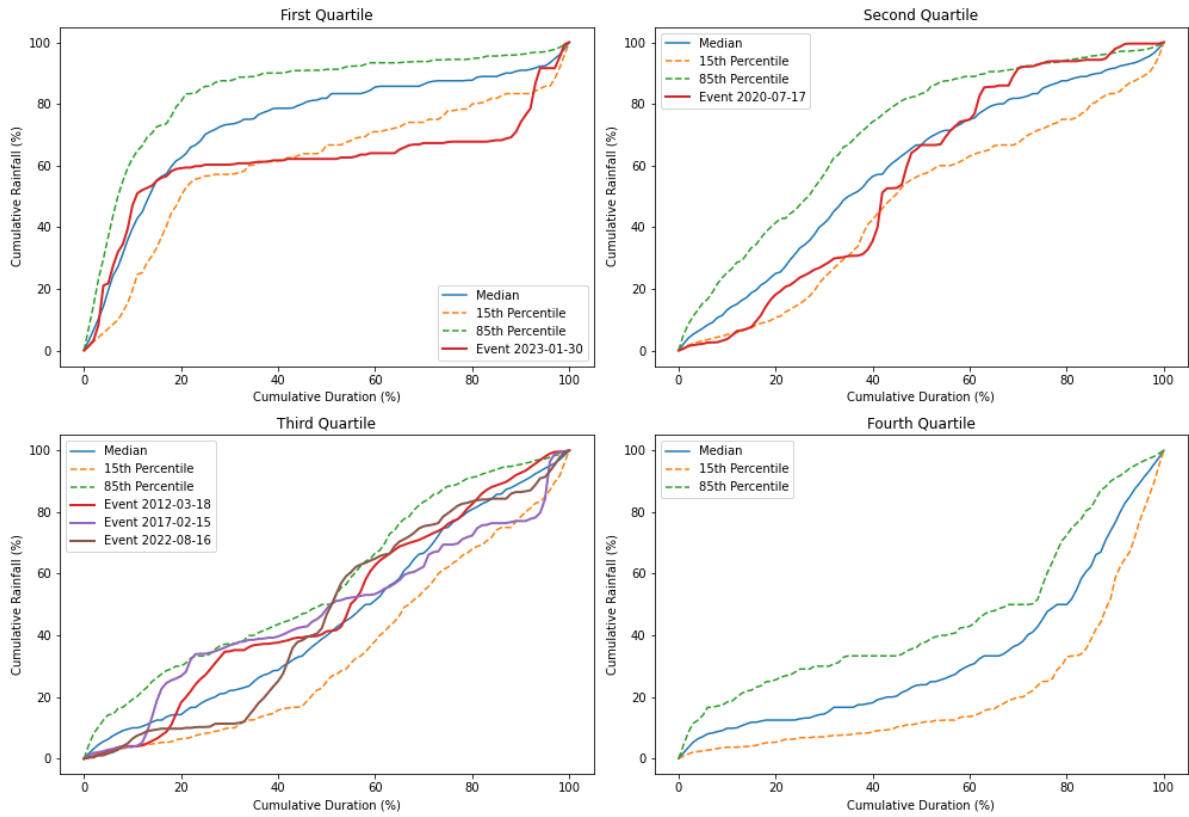 First Quartile
100
80
60
40
20
0
Cumulative Rainfall (%)
Median
15th Percentile
85th Percentile
Event 2023-01-30
0 20 40 60 80 100
Cumulative Duration (%)
Second Quartile
100
80
60
40
20
0
Cumulative Rainfall (%)
Median
15th Percentile
85th Percentile
Event 2020-07-17
0 20 40 60 80 100
Cumulative Duration (%)
Third Quartile
100
80
60
40
20
0
Cumulative Rainfall (%)
Median
15th Percentile
85th Percentile
Event 2012-03-18
Event 2017-02-15
Event 2022-08-16
0 20 40 60 80 100
Cumulative Duration (%)
Fourth Quartile
100
80
60
40
20
0
Cumulative Rainfall (%)
Median
15th Percentile
85th Percentile
0 20 40 60 80 100
Cumulative Duration (%)